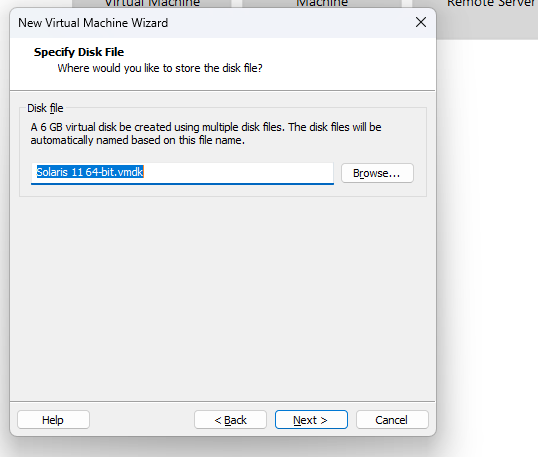 Virtual Machine
Machine
Remote Server
New Virtual Machine Wizard
Specify Disk File
Where would you like to store the disk file?
Disk file
A 6 GB virtual disk be created using multiple disk files. The disk files will be
automatically named based on this file name.
Solaris 11 64-bit.vmdk
Browse...
Help
< Back
Next >
Cancel